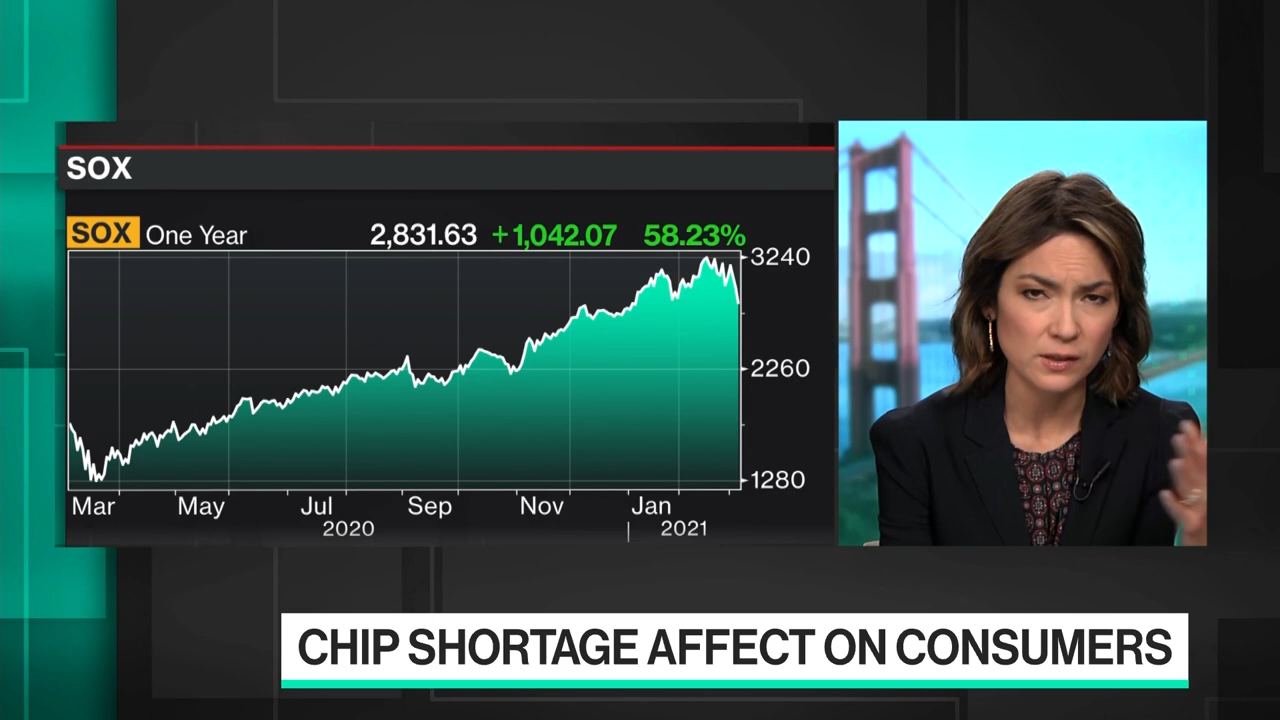 SOX
SOX One Year 2,831.63 +1,042.07 58.23%
3240
2260
1280
Mar May Jul Sep Nov Jan
2020 2021
CHIP SHORTAGE AFFECT ON CONSUMERS